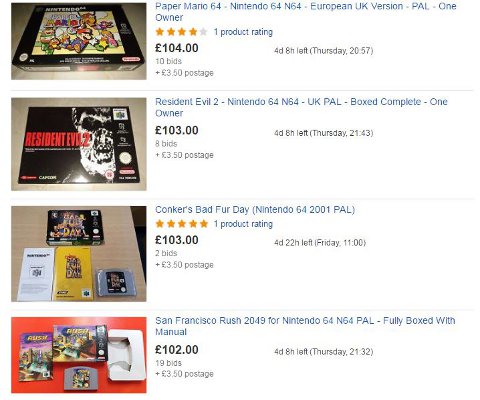 Paper Mario 64 - Nintendo 64 N64 - European UK Version - PAL - One
Owner
1 product rating
£104.00
4d 8h left (Thursday, 20:57)
10 bids
+ £3.50 postage
Resident Evil 2 - Nintendo 64 N64 - UK PAL - Boxed Complete - One
Owner
RESIDENT EVIL 2
CAPCOM
£103.00
4d 8h left (Thursday, 21:43)
8 bids
+ £3.50 postage
Conker's Bad Fur Day (Nintendo 64 2001 PAL)
1 product rating
£103.00
4d 22h left (Friday, 11:00)
2 bids
+ £3.50 postage
San Francisco Rush 2049 for Nintendo 64 N64 PAL - Fully Boxed With
Manual
RUSH
£102.00
4d 8h left (Thursday, 21:32)
19 bids
+ £3.50 postage